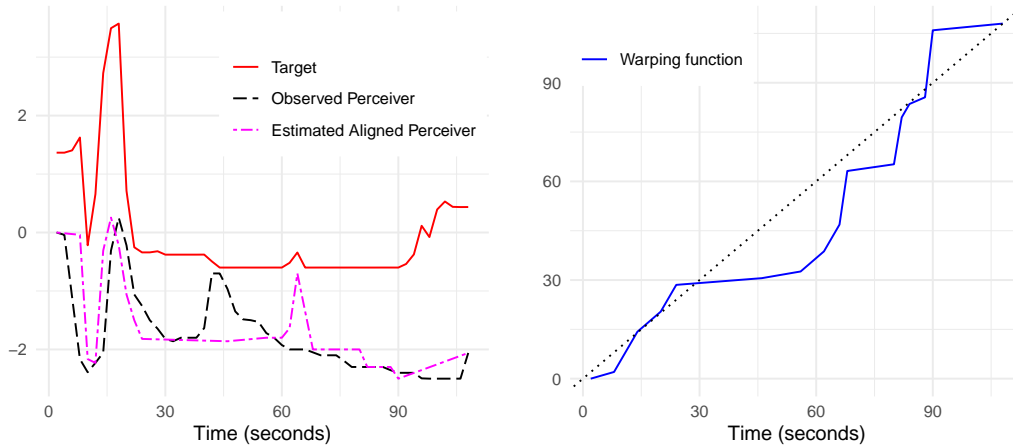 Target
Observed Perceiver
Estimated Aligned Perceiver
2
0
−2
0 30 60 90
Time (seconds)
Warping function
90
60
30
0
0 30 60 90
Time (seconds)